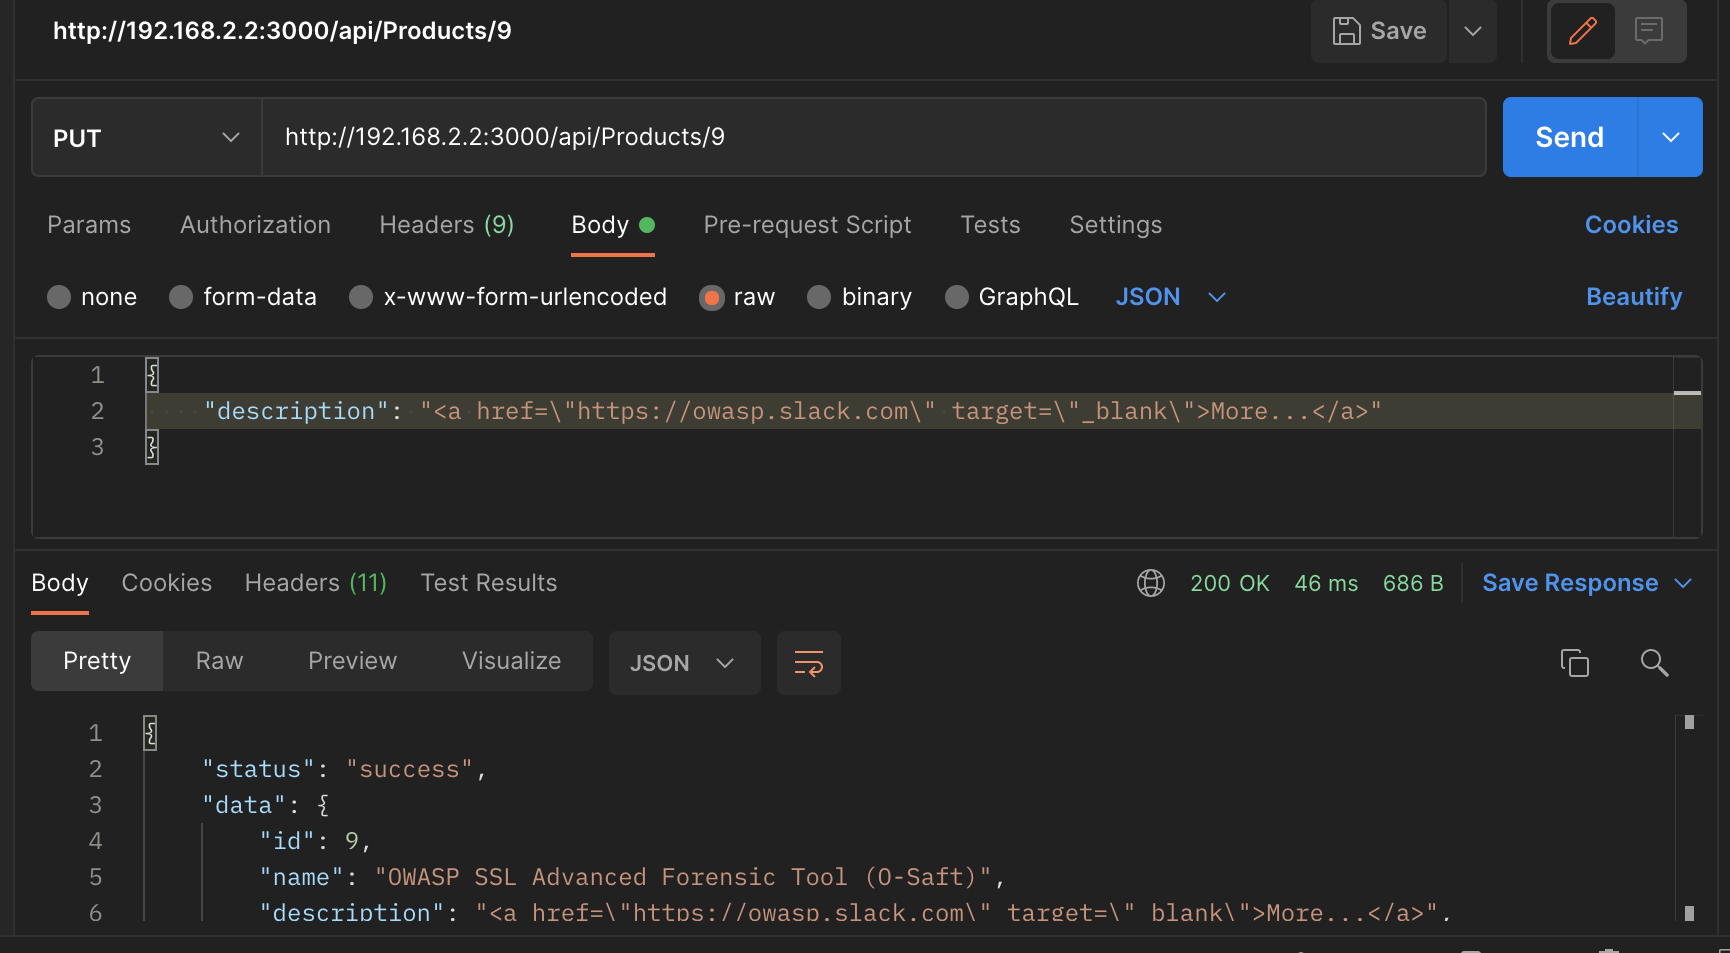 http://192.168.2.2:3000/api/Products/9
Save
PUT
http://192.168.2.2:3000/api/Products/9
Send
Params Authorization Headers (9) Body Pre-request Script Tests Settings Cookies
none form-data x-www-form-urlencoded raw binary GraphQL JSON Beautify
1 {
2 "description": "<a href=\"https://owasp.slack.com\" target=\"_blank\">More...</a>"
3 }
Body Cookies Headers (11) Test Results 200 OK 46 ms 686 B Save Response
Pretty Raw Preview Visualize JSON
1 {
2 "status": "success",
3 "data": {
4 "id": 9,
5 "name": "OWASP SSL Advanced Forensic Tool (O-Saft)",
6 "description": "<a href=\"https://owasp.slack.com\" target=\"_blank\">More...</a>",